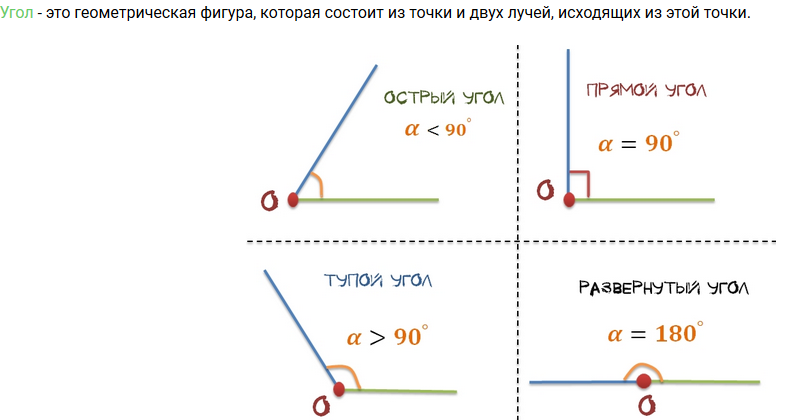 Угол - это геометрическая фигура, которая состоит из точки и двух лучей, исходящих из этой точки.
ОСТРЫЙ УГОЛ
α < 90°
О
ПРЯМОЙ УГОЛ
α = 90°
О
ТУПОЙ УГОЛ
α > 90°
О
РАЗВЕРНУТЫЙ УГОЛ
α = 180°
О